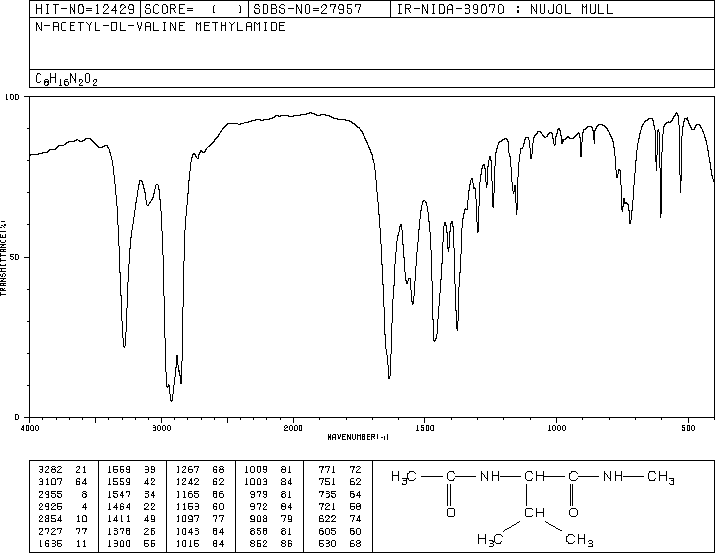 HIT-NO=12429 SCORE= ( ) SDBS-NO=27957 IR-NIDA-39070 : NUJOL MULL
N-ACETYL-DL-VALINE METHYLAMIDE
C8H16N2O2
100
50
0
TRANSMITTANCE(%)
4000 3000 2000 1500 1000 500
WAVENUMBER(-1)
3282 21 1569 39 1267 68 1009 81 771 72
3107 64 1559 42 1242 62 1003 84 751 62
2955 8 1547 34 1165 66 979 81 735 64
2925 4 1464 22 1153 60 972 84 721 58
2854 10 1411 49 1097 77 908 79 622 74
2727 77 1378 26 1043 84 858 81 605 60
1635 11 1300 56 1016 84 852 86 530 68
H3C C NH CH C NH CH3
O CH O
H3C CH3